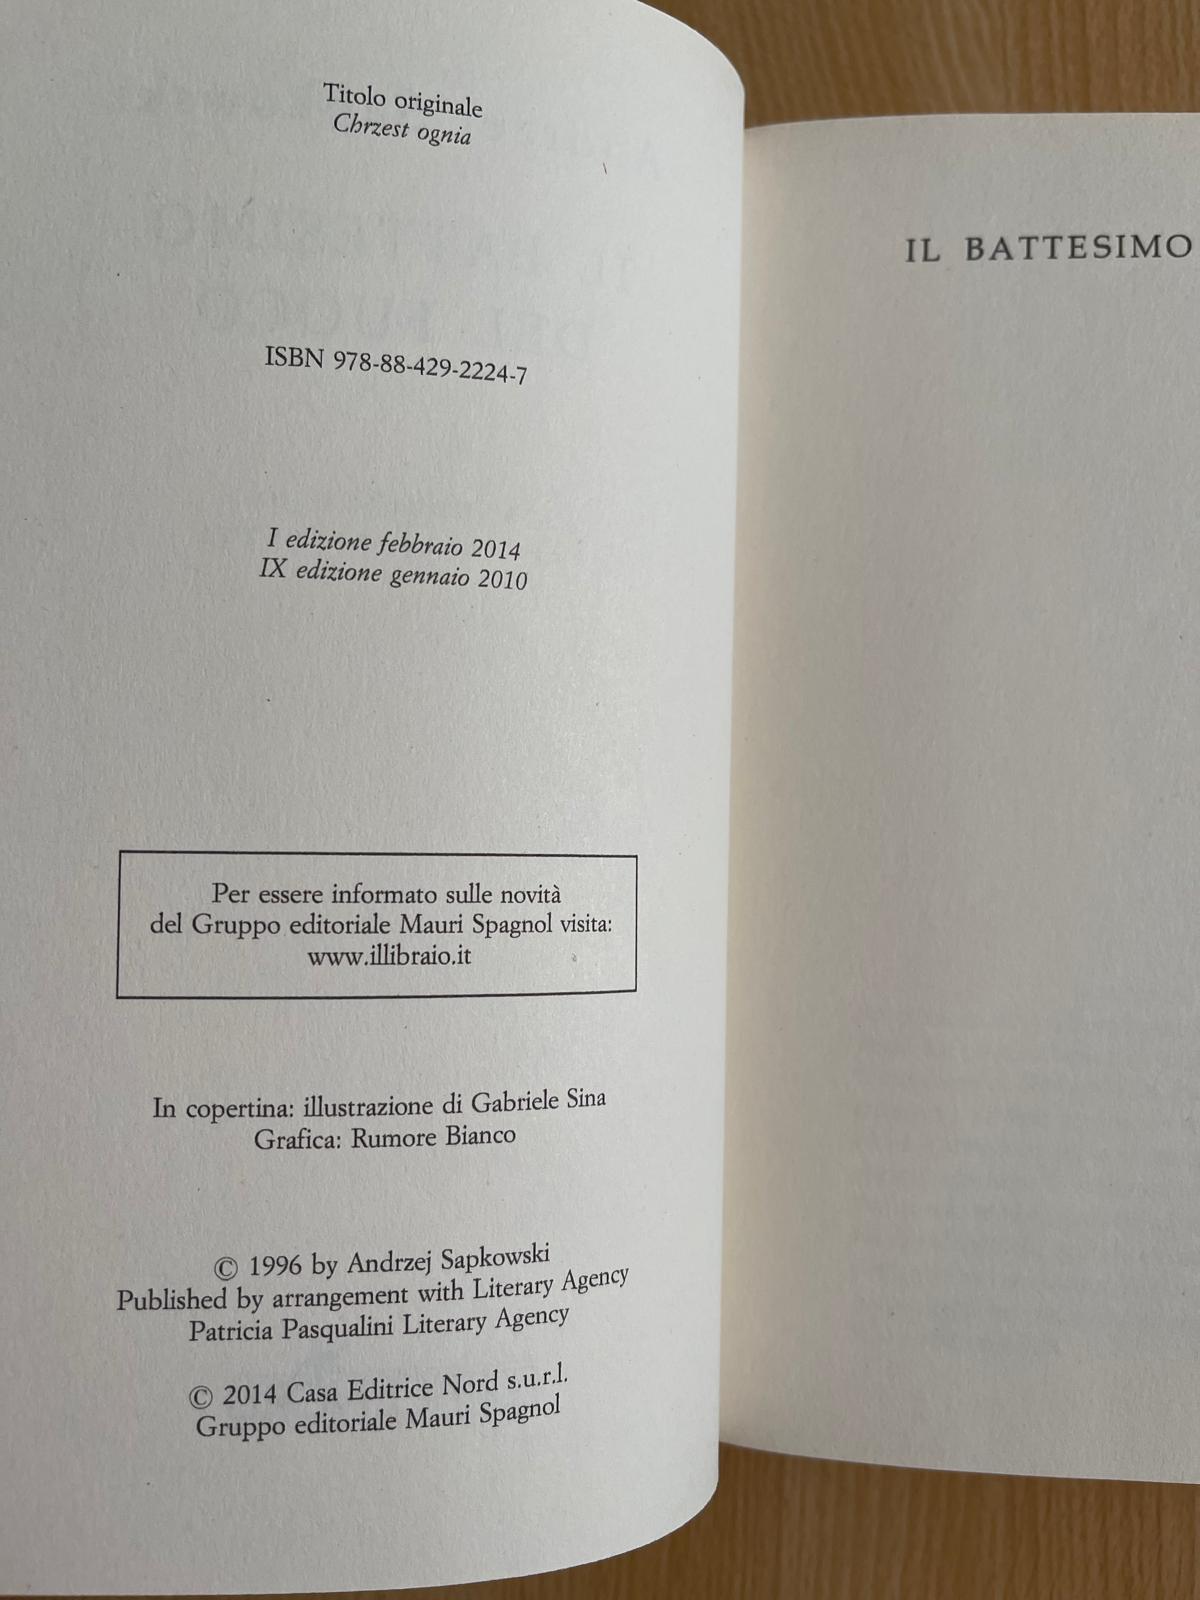 Titolo originale
Chrzest ognia
ISBN 978-88-429-2224-7
I edizione febbraio 2014
IX edizione gennaio 2010
Per essere informato sulle novità
del Gruppo editoriale Mauri Spagnol visita:
www.illibraio.it
In copertina: illustrazione di Gabriele Sina
Grafica: Rumore Bianco
© 1996 by Andrzej Sapkowski
Published by arrangement with Literary Agency
Patricia Pasqualini Literary Agency
© 2014 Casa Editrice Nord s.u.r.l.
Gruppo editoriale Mauri Spagnol
IL BATTESIMO